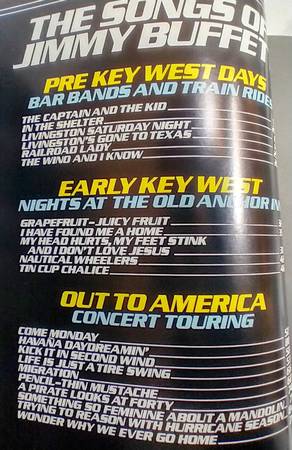 THE SONGS OF
JIMMY BUFFET
PRE KEY WEST DAYS
BAR BANDS AND TRAIN RIDES
THE CAPTAIN AND THE KID
IN THE SHELTER
LIVINGSTON SATURDAY NIGHT
LIVINGSTON'S GONE TO TEXAS
RAILROAD LADY
THE WIND AND I KNOW
EARLY KEY WEST
NIGHTS AT THE OLD ANCHOR IN
GRAPEFRUIT-JUICY FRUIT
I HAVE FOUND ME A HOME
MY HEAD HURTS, MY FEET STINK
AND I DON'T LOVE JESUS
NAUTICAL WHEELERS
TIN CUP CHALICE
OUT TO AMERICA
CONCERT TOURING
COME MONDAY
HAVANA DAYDREAMIN'
KICK IT IN SECOND WIND
LIFE IS JUST A TIRE SWING
MIGRATION
PENCIL-THIN MUSTACHE
A PIRATE LOOKS AT FORTY
SOMETHING SO FEMININE ABOUT A MANDOLIN
TRYING TO REASON WITH HURRICANE SEASON
WONDER WHY WE EVER GO HOME